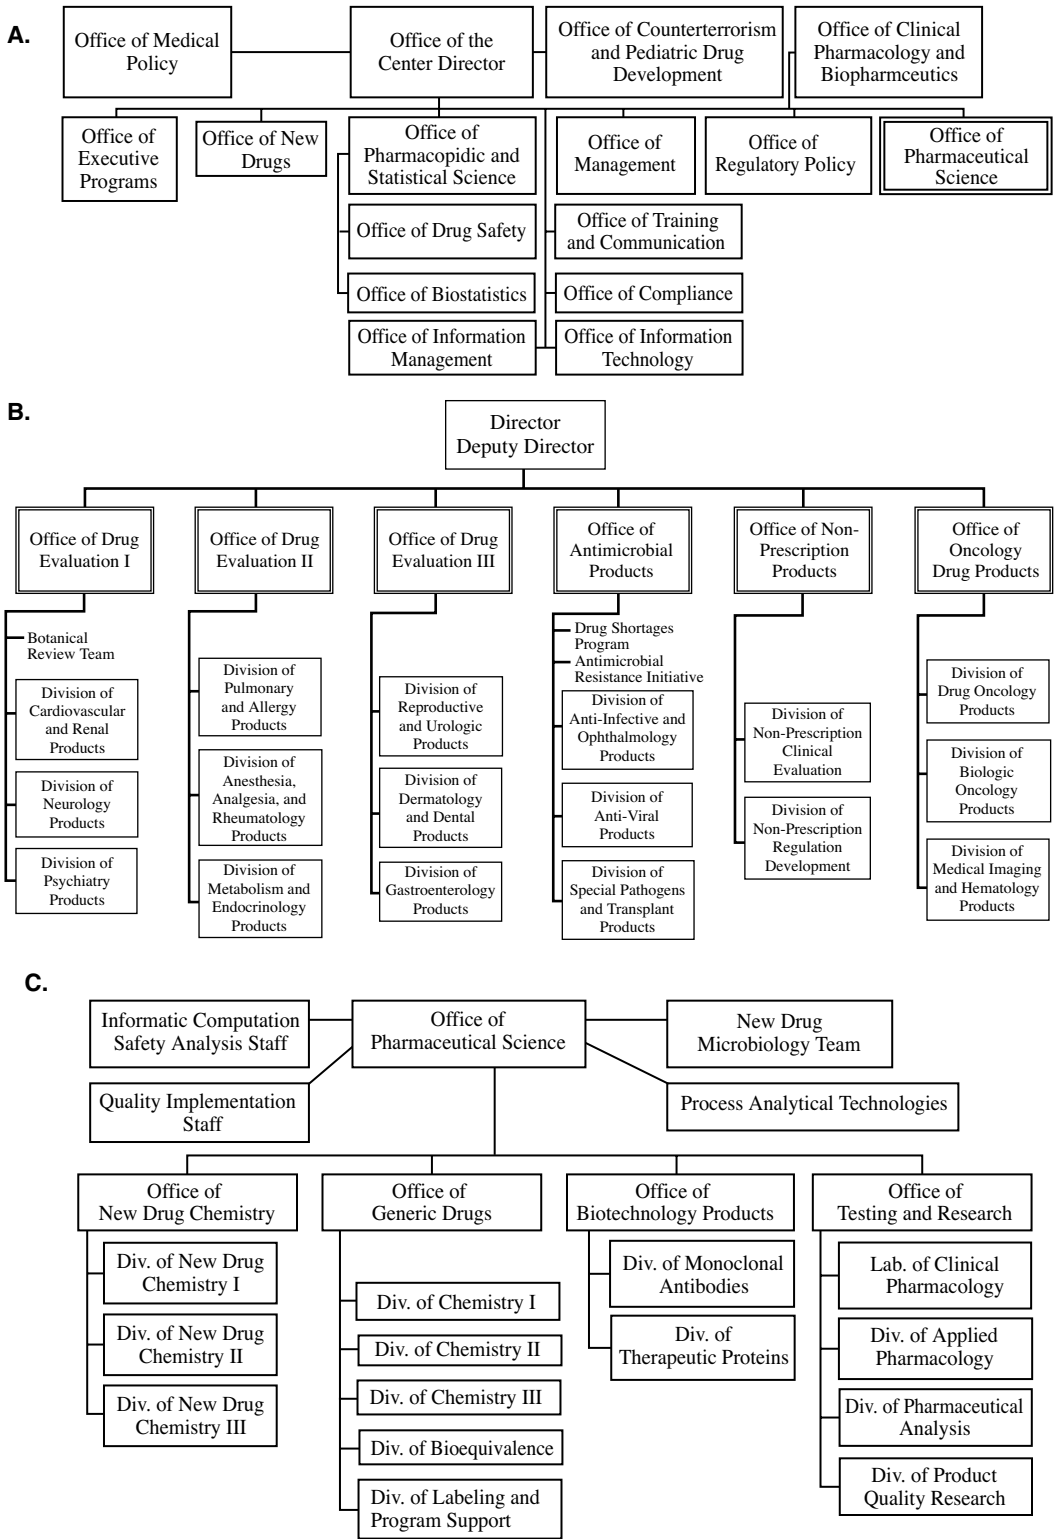 A.
Office of Medical
Policy
Office of the
Center Director
Office of Counterterrorism
and Pediatric Drug
Development
Office of Clinical
Pharmacology and
Biopharmceutics
Office of
Executive
Programs
Office of New
Drugs
Office of
Pharmacopidic and
Statistical Science
Office of
Management
Office of
Regulatory Policy
Office of
Pharmaceutical
Science
Office of Drug Safety
Office of Training
and Communication
Office of Biostatistics
Office of Compliance
Office of Information
Management
Office of Information
Technology
B.
Director
Deputy Director
Office of Drug
Evaluation I
Office of Drug
Evaluation II
Office of Drug
Evaluation III
Office of
Antimicrobial
Products
Office of Non-
Prescription
Products
Office of
Oncology
Drug Products
Botanical
Review Team
Division of
Cardiovascular
and Renal
Products
Division of
Neurology
Products
Division of
Psychiatry
Products
Division of
Pulmonary
and Allergy
Products
Division of
Anesthesia,
Analgesia, and
Rheumatology
Products
Division of
Metabolism and
Endocrinology
Products
Division of
Reproductive
and Urologic
Products
Division of
Dermatology
and Dental
Products
Division of
Gastroenterology
Products
Drug Shortages
Program
Antimicrobial
Resistance Initiative
Division of
Anti-Infective and
Ophthalmology
Products
Division of
Anti-Viral
Products
Division of
Special Pathogens
and Transplant
Products
Division of
Non-Prescription
Clinical
Evaluation
Division of
Non-Prescription
Regulation
Development
Division of
Drug Oncology
Products
Division of
Biologic
Oncology
Products
Division of
Medical Imaging
and Hematology
Products
C.
Informatic Computation
Safety Analysis Staff
Office of
Pharmaceutical Science
New Drug
Microbiology Team
Quality Implementation
Staff
Process Analytical Technologies
Office of
New Drug Chemistry
Office of
Generic Drugs
Office of
Biotechnology Products
Office of
Testing and Research
Div. of New Drug
Chemistry I
Div. of New Drug
Chemistry II
Div. of New Drug
Chemistry III
Div. of Chemistry I
Div. of Chemistry II
Div. of Chemistry III
Div. of Bioequivalence
Div. of Labeling and
Program Support
Div. of Monoclonal
Antibodies
Div. of
Therapeutic Proteins
Lab. of Clinical
Pharmacology
Div. of Applied
Pharmacology
Div. of Pharmaceutical
Analysis
Div. of Product
Quality Research